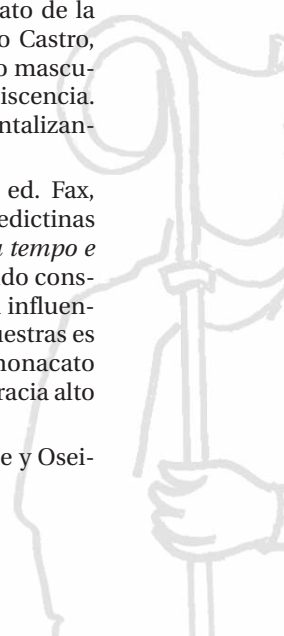 ato de la
o Castro,
o mascu-
iscencia.
ntalizan-
ed. Fax,
edictinas
tempo e
do cons-
influen-
uestras es
monacato
racia alto
e y Osei-